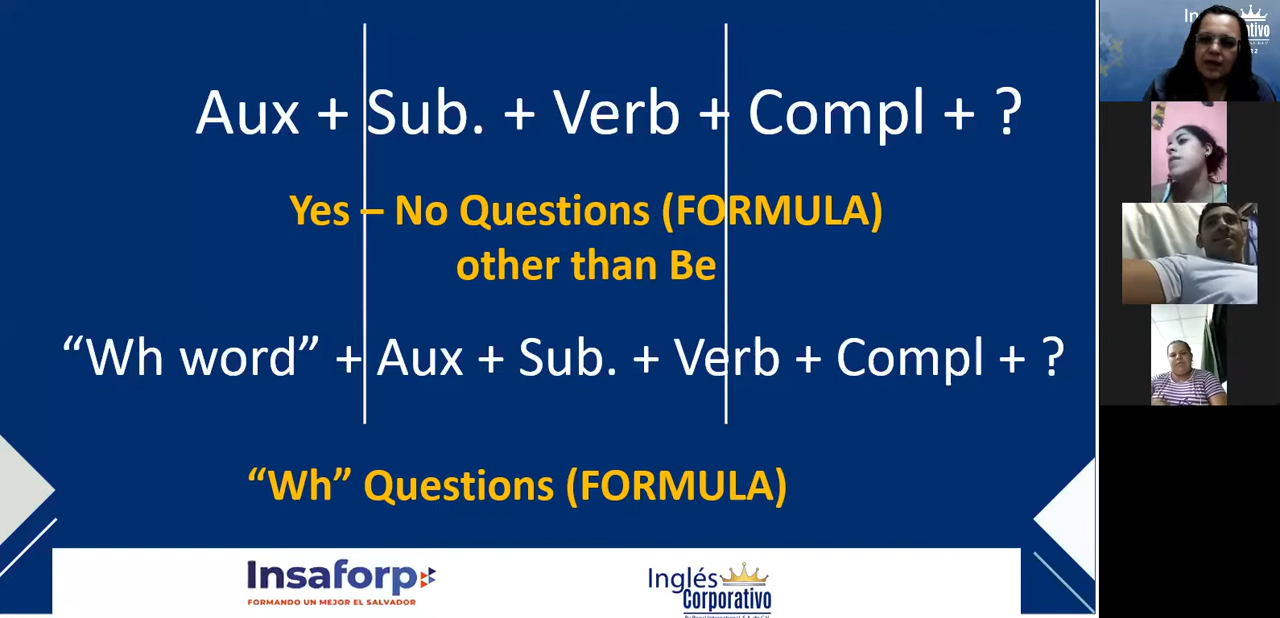 Aux + Sub. + Verb + Compl + ?
Yes – No Questions (FORMULA)
other than Be
“Wh word” + Aux + Sub. + Verb + Compl + ?
“Wh” Questions (FORMULA)
Insaforp
FORMANDO UN MEJOR EL SALVADOR
Inglés
Corporativo